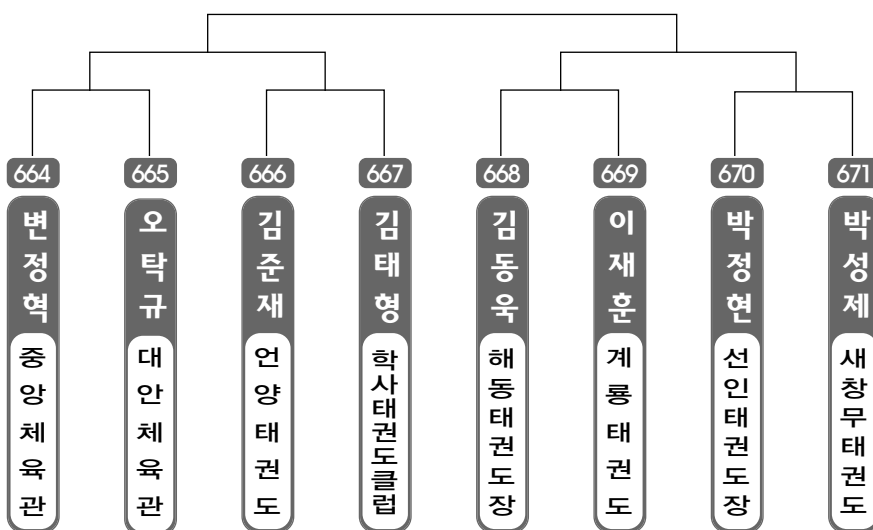 664
변정혁
중앙체육관
665
오탁규
대안체육관
666
김준재
언양태권도
667
김태형
학사태권도클럽
668
김동욱
해동태권도장
669
이재훈
계룡태권도
670
박정현
선인태권도장
671
박성제
새창무태권도